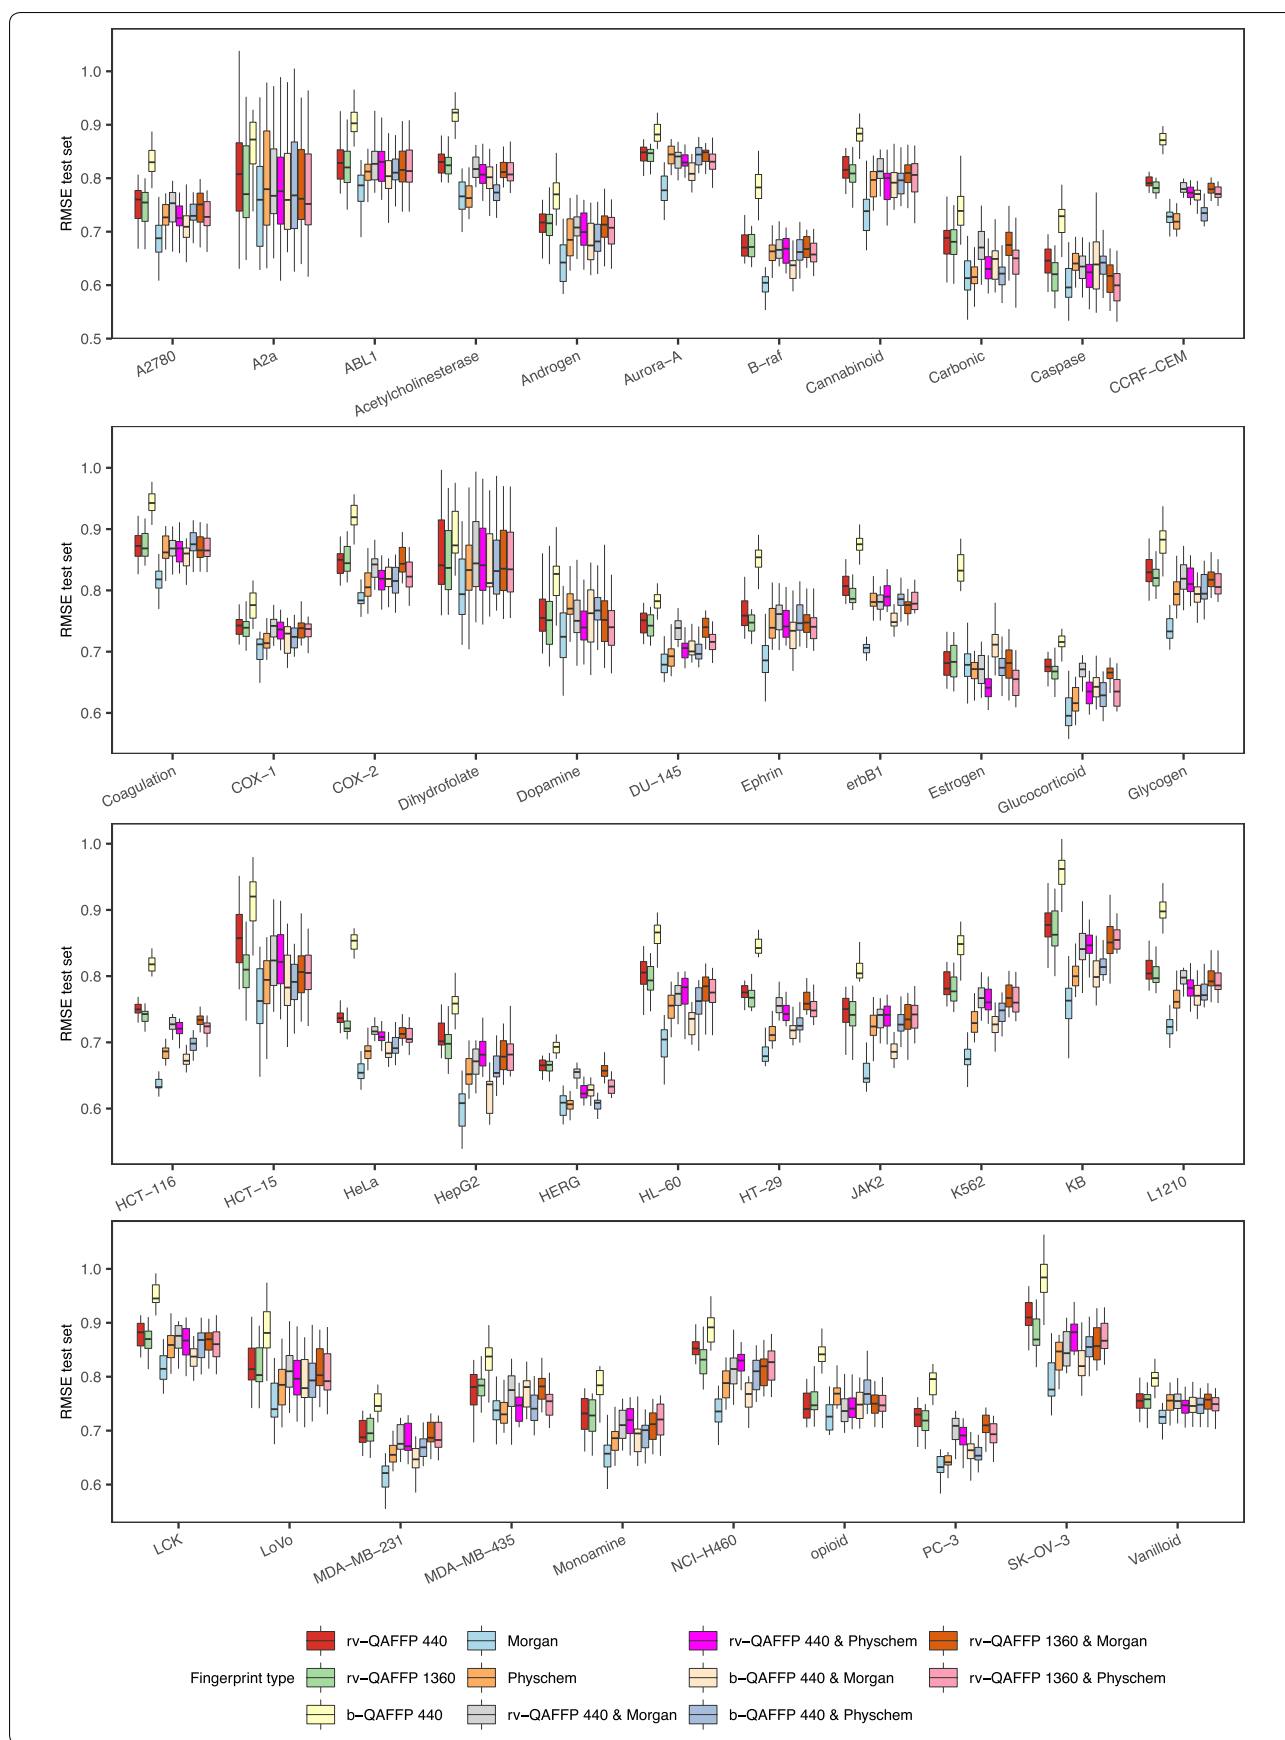 RMSE test set
1.0
0.9
0.8
0.7
0.6
0.5
A2780
A2a
ABL1
Acetylcholinesterase
Androgen
Aurora−A
B−raf
Cannabinoid
Carbonic
Caspase
CCRF−CEM
RMSE test set
1.0
0.9
0.8
0.7
0.6
Coagulation
COX−1
COX−2
Dihydrofolate
Dopamine
DU−145
Ephrin
erbB1
Estrogen
Glucocorticoid
Glycogen
RMSE test set
1.0
0.9
0.8
0.7
0.6
HCT−116
HCT−15
HeLa
HepG2
HERG
HL−60
HT−29
JAK2
K562
KB
L1210
RMSE test set
1.0
0.9
0.8
0.7
0.6
LCK
LoVo
MDA−MB−231
MDA−MB−435
Monoamine
NCI−H460
opioid
PC−3
SK−OV−3
Vanilloid
Fingerprint type
rv−QAFFP 440
rv−QAFFP 1360
b−QAFFP 440
Morgan
Physchem
rv−QAFFP 440 & Morgan
rv−QAFFP 440 & Physchem
b−QAFFP 440 & Morgan
b−QAFFP 440 & Physchem
rv−QAFFP 1360 & Morgan
rv−QAFFP 1360 & Physchem